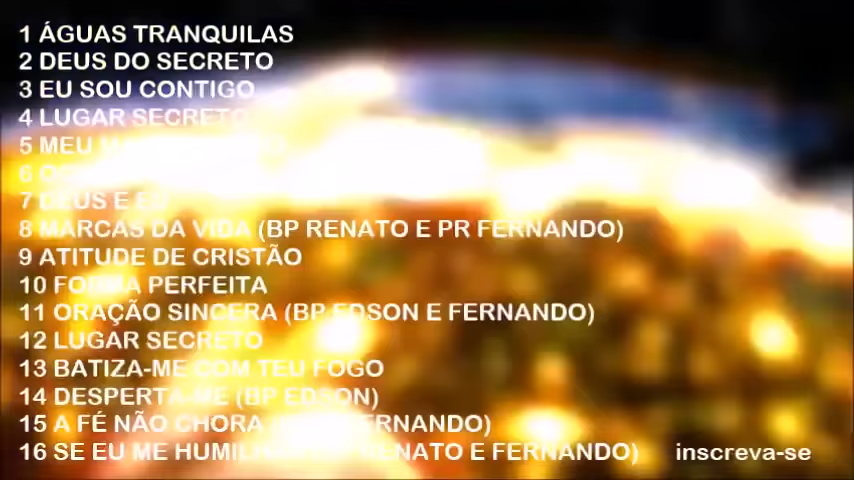 1 ÁGUAS TRANQUILAS
2 DEUS DO SECRETO
3 EU SOU CONTIGO
4 LUGAR SECRETO
5 MEU
6
7 DEUS E EU
8 MARCAS DA VIDA (BP RENATO E PR FERNANDO)
9 ATITUDE DE CRISTÃO
10 FORMA PERFEITA
11 ORAÇÃO SINCERA (BP EDSON E FERNANDO)
12 LUGAR SECRETO
13 BATIZA-ME COM TEU FOGO
14 DESPERTA-ME (BP EDSON)
15 A FÉ NÃO CHORA FERNANDO)
16 SE EU ME RENATO E FERNANDO) inscreva-se